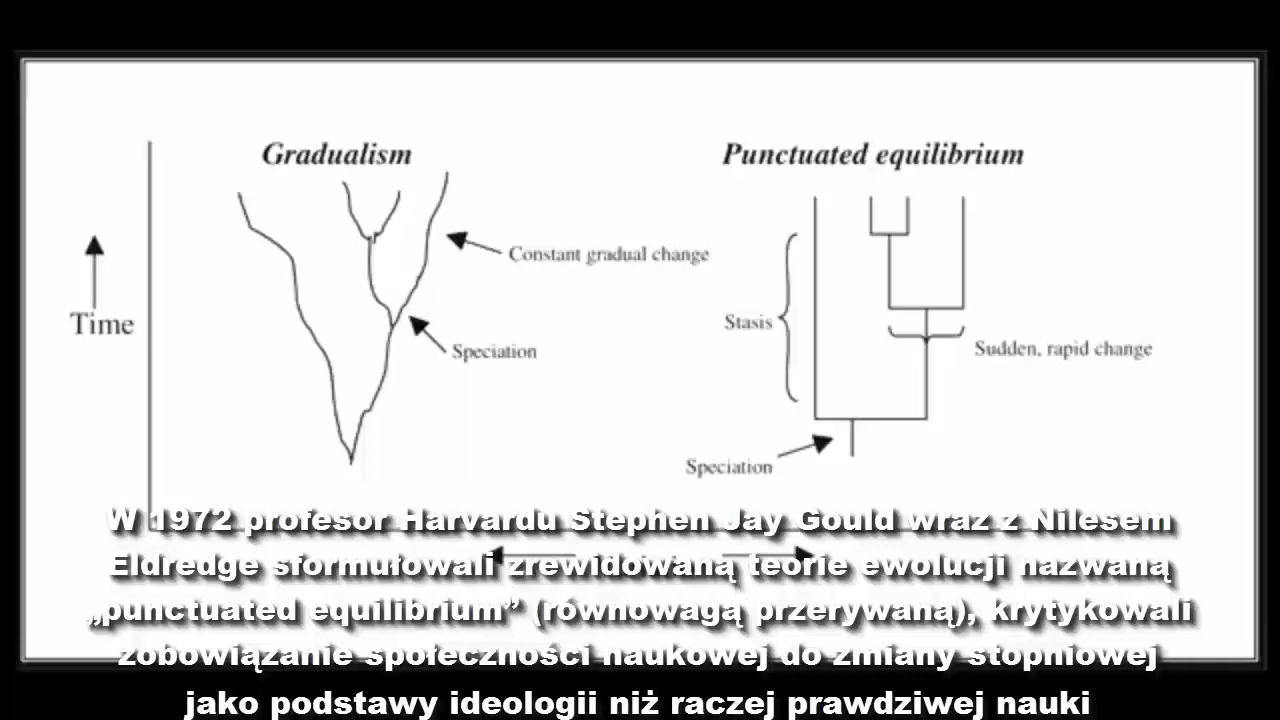 Gradualism
Punctuated equilibrium
Constant gradual change
Time
Stasis
Speciation
Sudden, rapid change
Speciation
W 1972 profesor Harvardu Stephen Jay Gould wraz z Nilesem
Eldredge sformułowali zrewidowaną teorie ewolucji nazwaną
„punctuated equilibrium” (równowagą przerywaną), krytykowali
zobowiązanie społeczności naukowej do zmiany stopniowej
jako podstawy ideologii niż raczej prawdziwej nauki